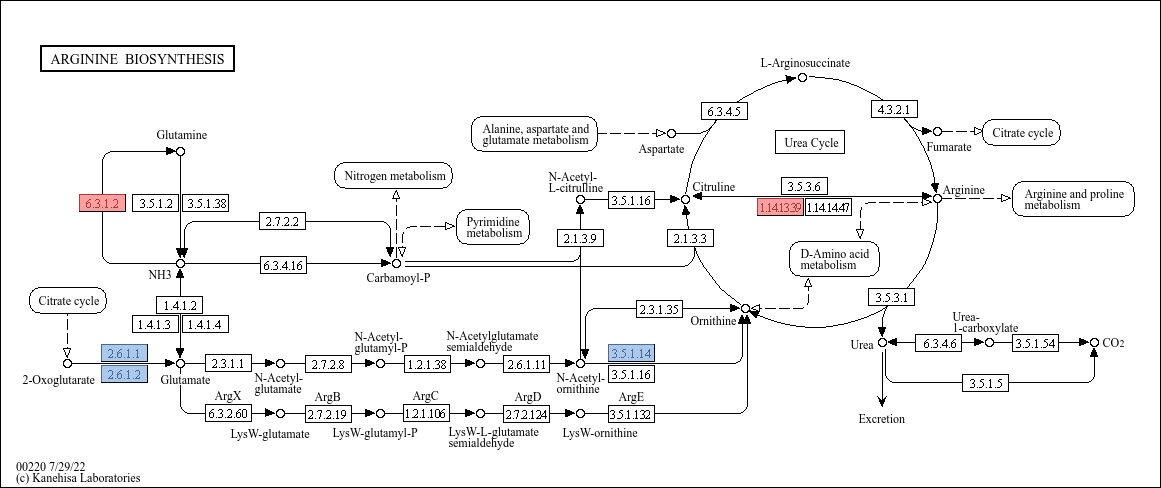 ARGININE BIOSYNTHESIS
L-Arginosuccinate
6.3.4.5
4.3.2.1
Alanine, aspartate and
glutamate metabolism
Aspartate
Urea Cycle
Fumarate
Citrate cycle
Glutamine
Nitrogen metabolism
N-Acetyl-
L-citrulline
3.5.1.16
Citrulline
3.5.3.6
1.14.13.39
1.14.14.47
Arginine
Arginine and proline
metabolism
6.3.1.2
3.5.1.2
3.5.1.38
2.7.2.2
Pyrimidine
metabolism
2.1.3.9
2.1.3.3
D-Amino acid
metabolism
NH3
6.3.4.16
Carbamoyl-P
Citrate cycle
1.4.1.2
1.4.1.3
1.4.1.4
2.3.1.35
Ornithine
3.5.3.1
Urea-
1-carboxylate
Urea
6.3.4.6
3.5.1.54
CO2
3.5.1.5
Excretion
2.6.1.1
2.6.1.2
2-Oxoglutarate
Glutamate
2.3.1.1
N-Acetyl-
glutamate
2.7.2.8
N-Acetyl-
glutamyl-P
1.2.1.38
N-Acetylglutamate
semialdehyde
2.6.1.11
N-Acetyl-
ornithine
3.5.1.14
3.5.1.16
ArgX
6.3.2.60
LysW-glutamate
ArgB
2.7.2.19
LysW-glutamyl-P
ArgC
1.2.1.106
LysW-L-glutamate
semialdehyde
ArgD
2.7.2.124
LysW-ornithine
ArgE
3.5.1.132
00220 7/29/22
(c) Kanehisa Laboratories